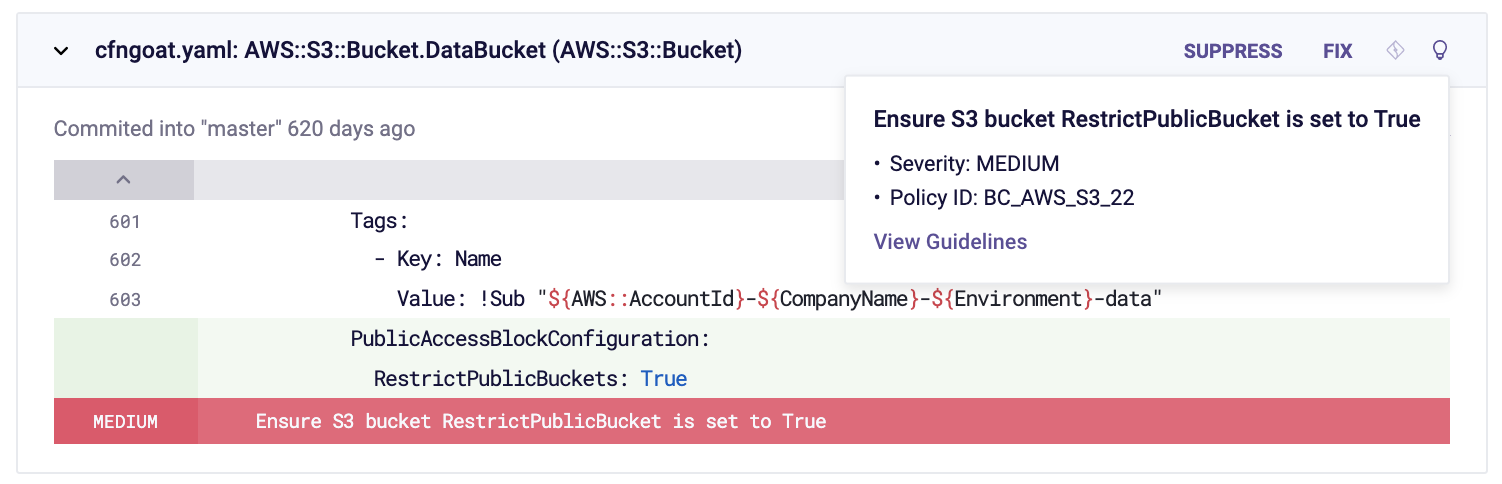 cfngoat.yaml: AWS::S3::Bucket.DataBucket (AWS::S3::Bucket)
SUPPRESS FIX
Ensure S3 bucket RestrictPublicBucket is set to True
• Severity: MEDIUM
• Policy ID: BC_AWS_S3_22
View Guidelines
Commited into "master" 620 days ago
601 Tags:
602 - Key: Name
603 Value: !Sub "${AWS::AccountId}-${CompanyName}-${Environment}-data"
PublicAccessBlockConfiguration:
RestrictPublicBuckets: True
MEDIUM Ensure S3 bucket RestrictPublicBucket is set to True